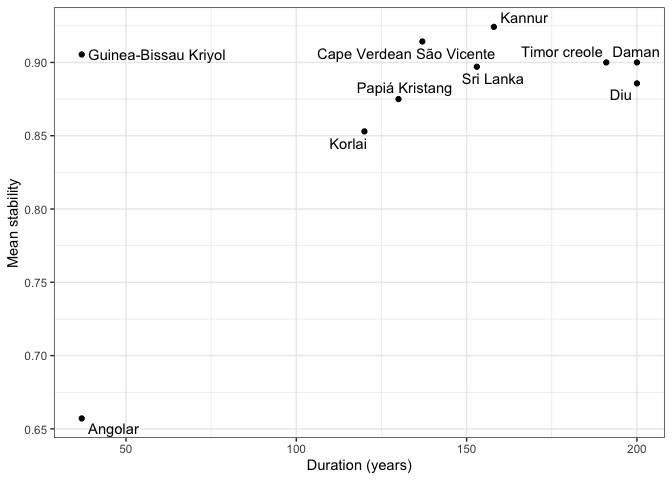 Kannur
Guinea-Bissau Kriyol
Cape Verdean São Vicente
Timor creole
Daman
Sri Lanka
Papiá Kristang
Diu
Korlai
Angolar
0.90
0.85
0.80
0.75
0.70
0.65
Mean stability
50
100
150
200
Duration (years)